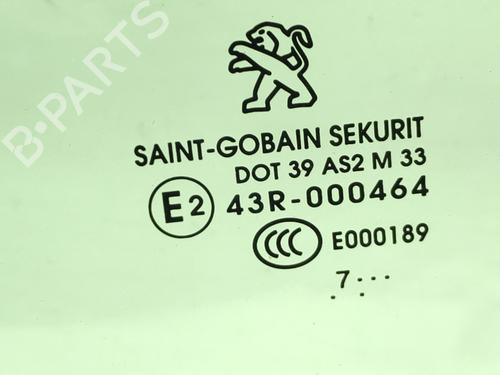 B-PARTS
SAINT-GOBAIN SEKURIT
DOT 39 AS2 M 33
E2 43R-000464
CCC E000189
7...
. .